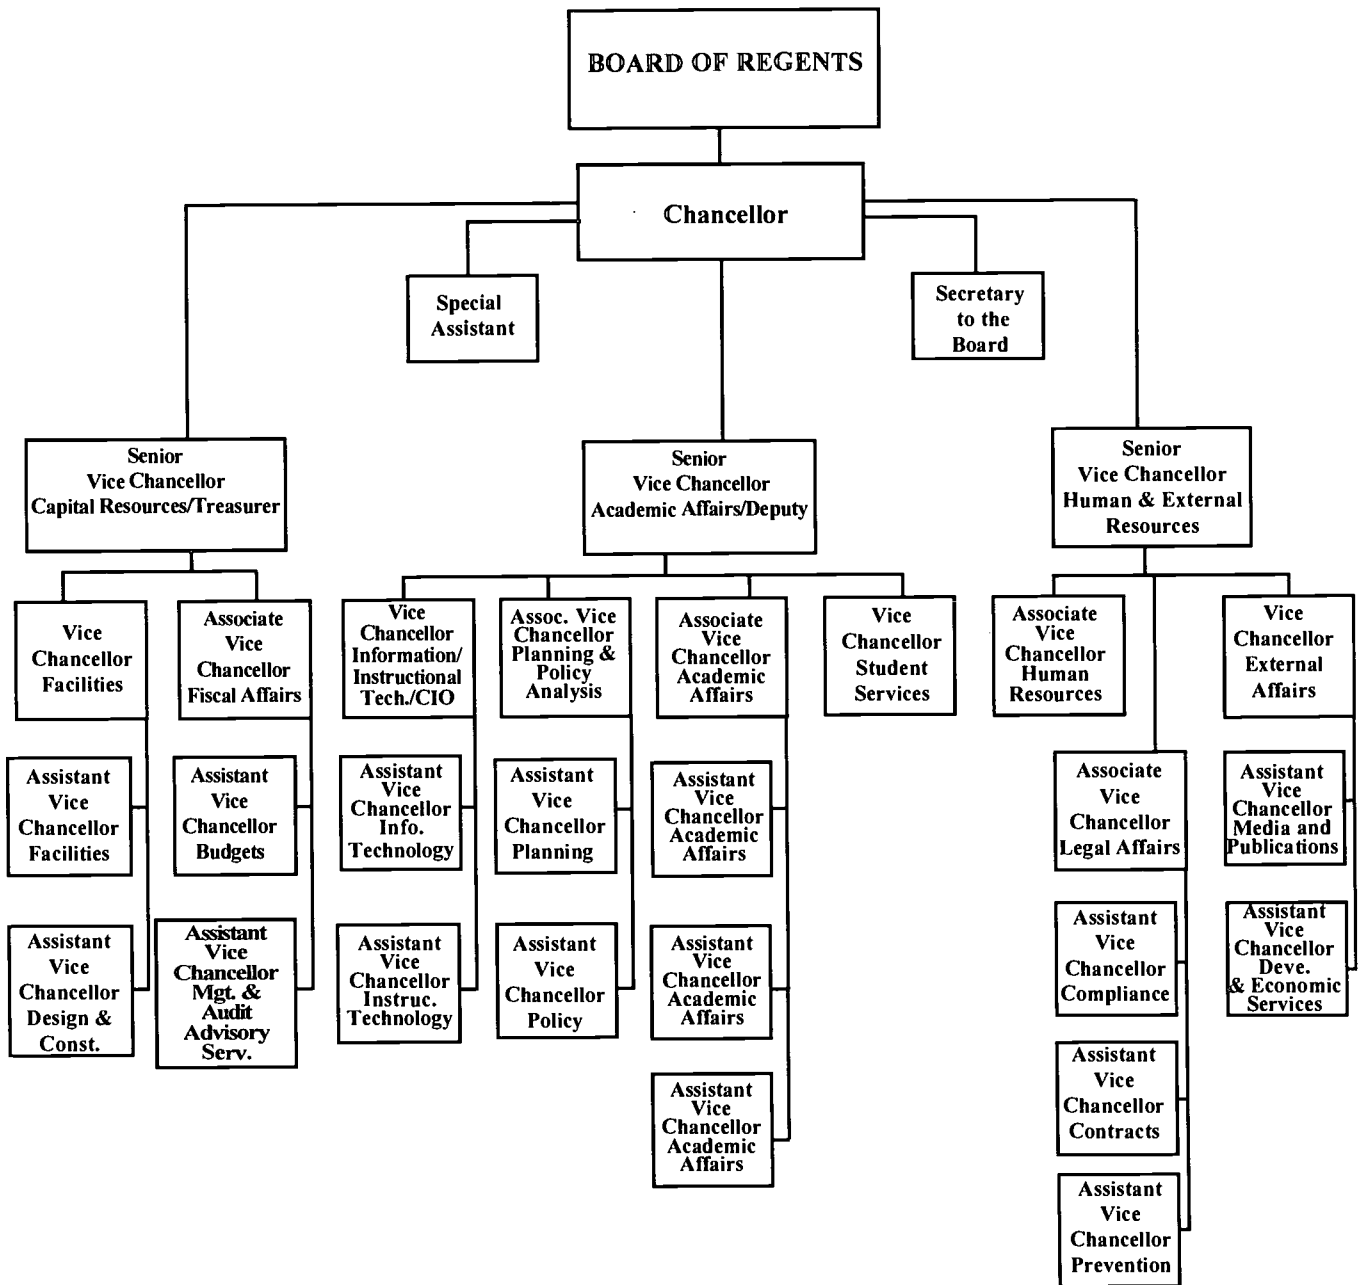 BOARD OF REGENTS
Chancellor
Special
Assistant
Secretary
to the
Board
Senior
Vice Chancellor
Capital Resources/Treasurer
Senior
Vice Chancellor
Academic Affairs/Deputy
Senior
Vice Chancellor
Human & External
Resources
Vice
Chancellor
Facilities
Associate
Vice
Chancellor
Fiscal Affairs
Vice
Chancellor
Information/
Instructional
Tech./CIO
Assoc. Vice
Chancellor
Planning &
Policy
Analysis
Associate
Vice
Chancellor
Academic
Affairs
Vice
Chancellor
Student
Services
Associate
Vice
Chancellor
Human
Resources
Vice
Chancellor
External
Affairs
Assistant
Vice
Chancellor
Facilities
Assistant
Vice
Chancellor
Budgets
Assistant
Vice
Chancellor
Info.
Technology
Assistant
Vice
Chancellor
Planning
Assistant
Vice
Chancellor
Academic
Affairs
Associate
Vice
Chancellor
Legal Affairs
Assistant
Vice
Chancellor
Media and
Publications
Assistant
Vice
Chancellor
Design &
Const.
Assistant
Vice
Chancellor
Mgt. &
Audit
Advisory
Serv.
Assistant
Vice
Chancellor
Instruc.
Technology
Assistant
Vice
Chancellor
Policy
Assistant
Vice
Chancellor
Academic
Affairs
Assistant
Vice
Chancellor
Compliance
Assistant
Vice
Chancellor
Deve.
& Economic
Services
Assistant
Vice
Chancellor
Academic
Affairs
Assistant
Vice
Chancellor
Contracts
Assistant
Vice
Chancellor
Prevention